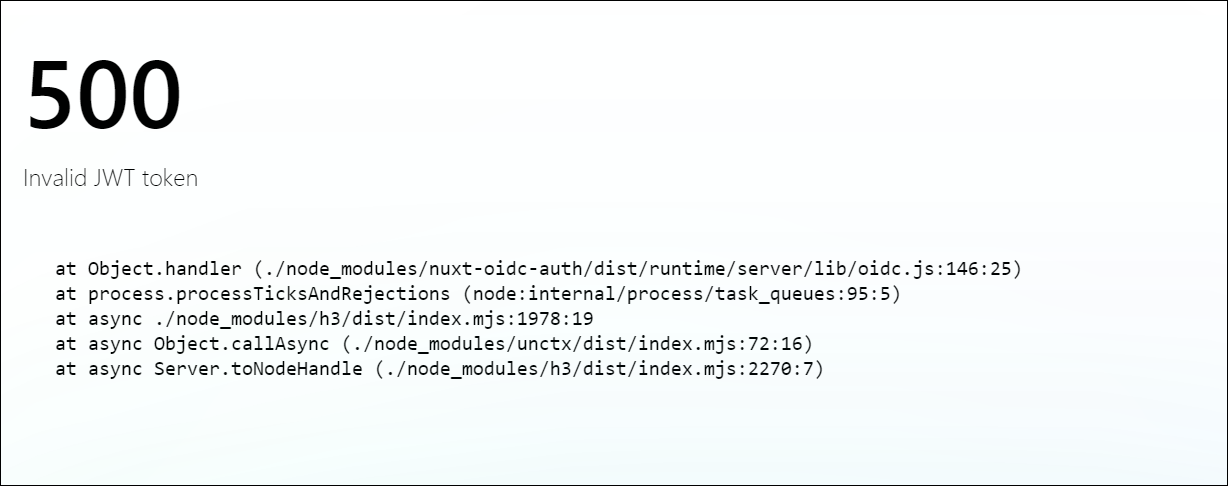 500
Invalid JWT token
at Object.handler (./node_modules/nuxt-oidc-auth/dist/runtime/server/lib/oidc.js:146:25)
at process.processTicksAndRejections (node:internal/process/task_queues:95:5)
at async ./node_modules/h3/dist/index.mjs:1978:19
at async Object.callAsync (./node_modules/unctx/dist/index.mjs:72:16)
at async Server.toNodeHandle (./node_modules/h3/dist/index.mjs:2270:7)